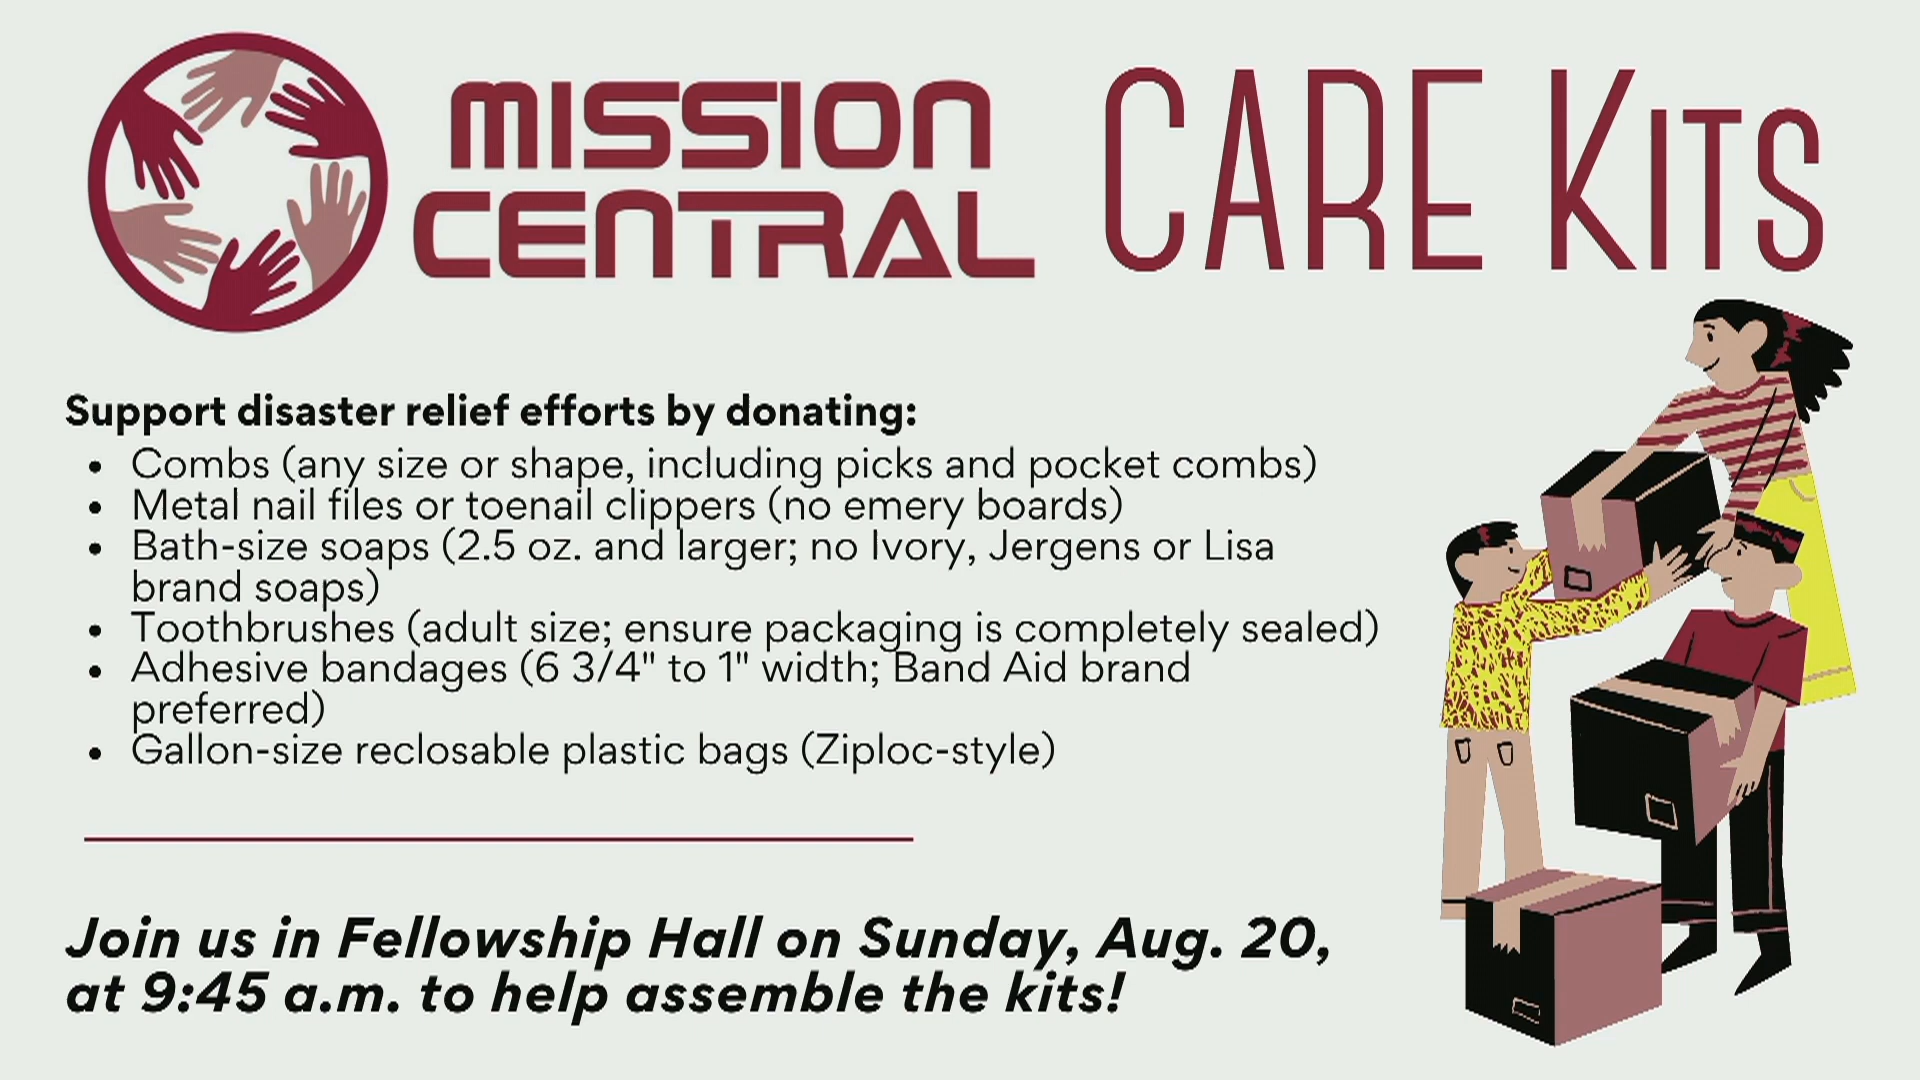 MISSION CENTRAL
CARE KITS
Support disaster relief efforts by donating:
• Combs (any size or shape, including picks and pocket combs)
• Metal nail files or toenail clippers (no emery boards)
• Bath-size soaps (2.5 oz. and larger; no Ivory, Jergens or Lisa
brand soaps)
• Toothbrushes (adult size; ensure packaging is completely sealed)
• Adhesive bandages (6 3/4" to 1" width; Band Aid brand
preferred)
• Gallon-size reclosable plastic bags (Ziploc-style)
Join us in Fellowship Hall on Sunday, Aug. 20,
at 9:45 a.m. to help assemble the kits!